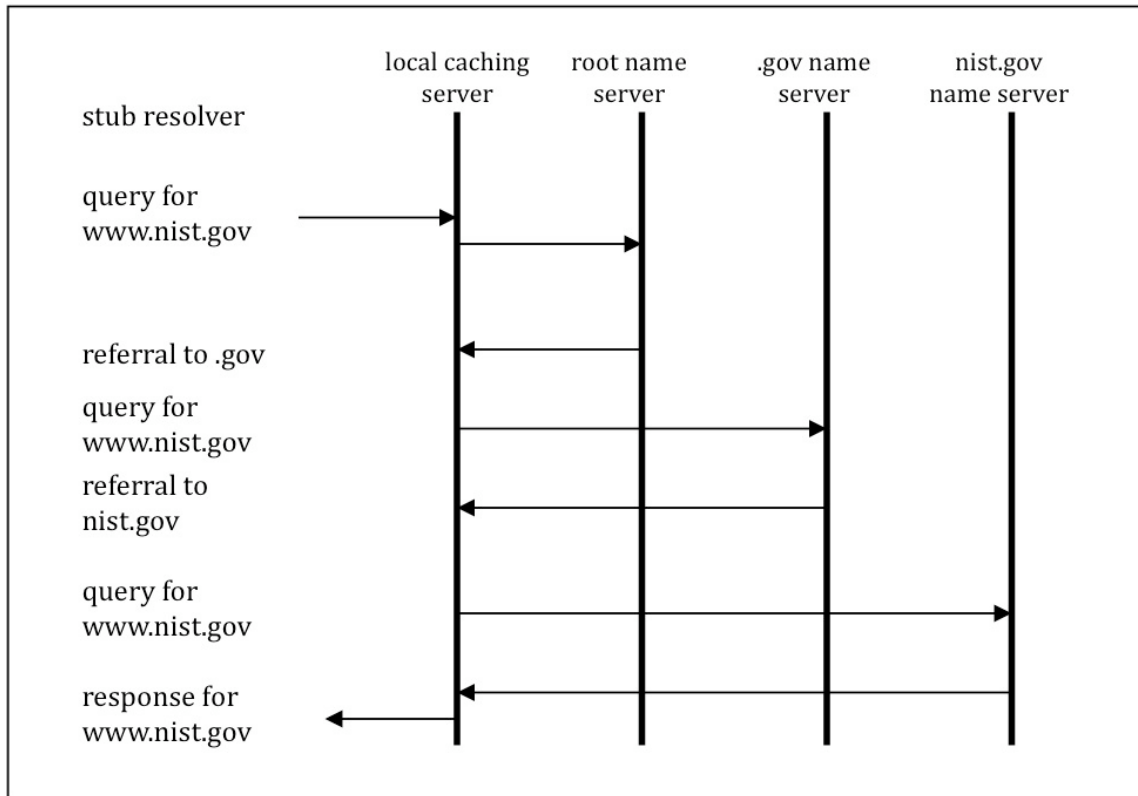 local caching
server
root name
server
.gov name
server
nist.gov
name server
stub resolver
query for
www.nist.gov
referral to .gov
query for
www.nist.gov
referral to
nist.gov
query for
www.nist.gov
response for
www.nist.gov